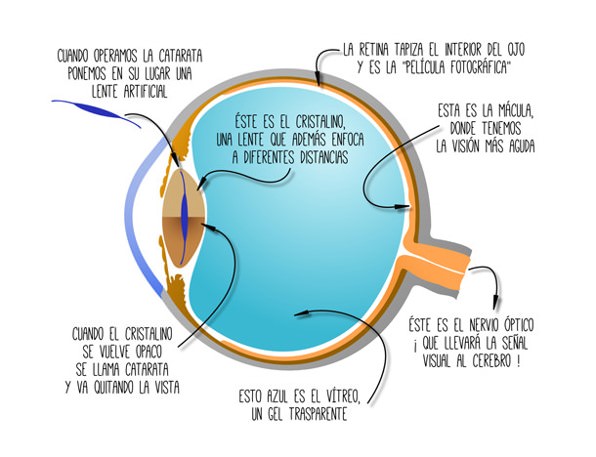 CUANDO OPERAMOS LA CATARATA
PONEMOS EN SU LUGAR UNA
LENTE ARTIFICIAL
LA RETINA TAPIZA EL INTERIOR DEL OJO
Y ES LA "PELÍCULA FOTOGRÁFICA"
ÉSTE ES EL CRISTALINO,
UNA LENTE QUE ADEMÁS ENFOCA
A DIFERENTES DISTANCIAS
ESTA ES LA MÁCULA,
DONDE TENEMOS
LA VISIÓN MÁS AGUDA
CUANDO EL CRISTALINO
SE VUELVE OPACO
SE LLAMA CATARATA
Y VA QUITANDO LA VISTA
ESTO AZUL ES EL VÍTREO,
UN GEL TRASPARENTE
ÉSTE ES EL NERVIO ÓPTICO
¡ QUE LLEVARÁ LA SEÑAL
VISUAL AL CEREBRO !